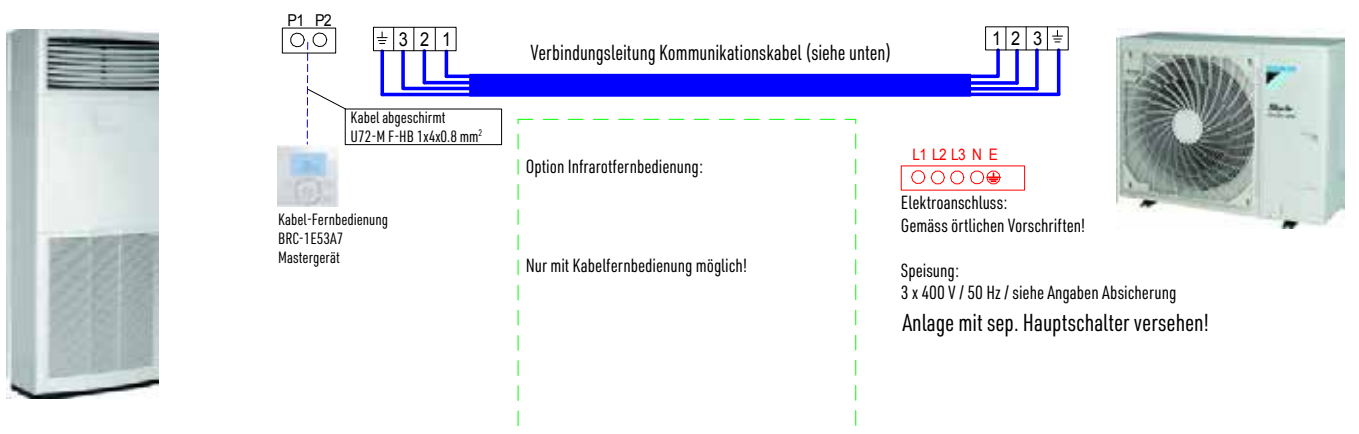 P1 P2
⏚ 3 2 1
Verbindungsleitung Kommunikationskabel (siehe unten)
1 2 3 ⏚
Kabel abgeschirmt
U72-M F-HB 1x4x0.8 mm²
Kabel-Fernbedienung
BRC-1E53A7
Mastergerät
Option Infrarotfernbedienung:
Nur mit Kabelfernbedienung möglich!
L1 L2 L3 N E
Elektroanschluss:
Gemäss örtlichen Vorschriften!
Speisung:
3 x 400 V / 50 Hz / siehe Angaben Absicherung
Anlage mit sep. Hauptschalter versehen!